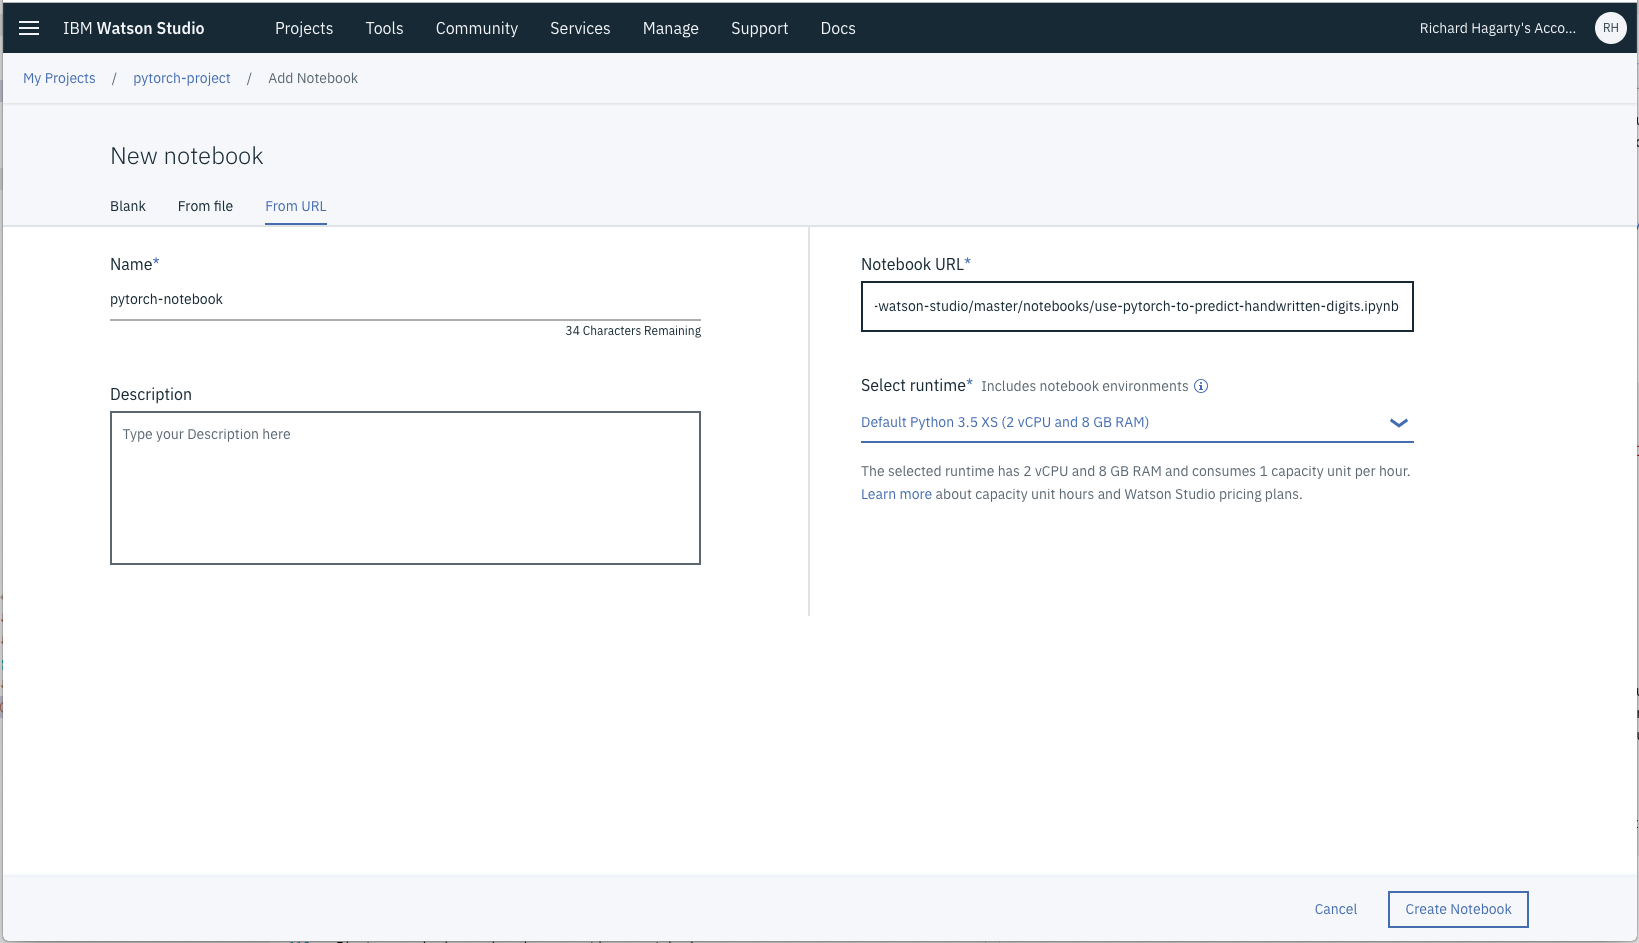 IBM Watson Studio Projects Tools Community Services Manage Support Docs Richard Hagarty's Acco... RH
My Projects / pytorch-project / Add Notebook
New notebook
Blank From file From URL
Name*
pytorch-notebook
34 Characters Remaining
Description
Type your Description here
Notebook URL*
-watson-studio/master/notebooks/use-pytorch-to-predict-handwritten-digits.ipynb
Select runtime* Includes notebook environments
Default Python 3.5 XS (2 vCPU and 8 GB RAM)
The selected runtime has 2 vCPU and 8 GB RAM and consumes 1 capacity unit per hour.
Learn more about capacity unit hours and Watson Studio pricing plans.
Cancel Create Notebook